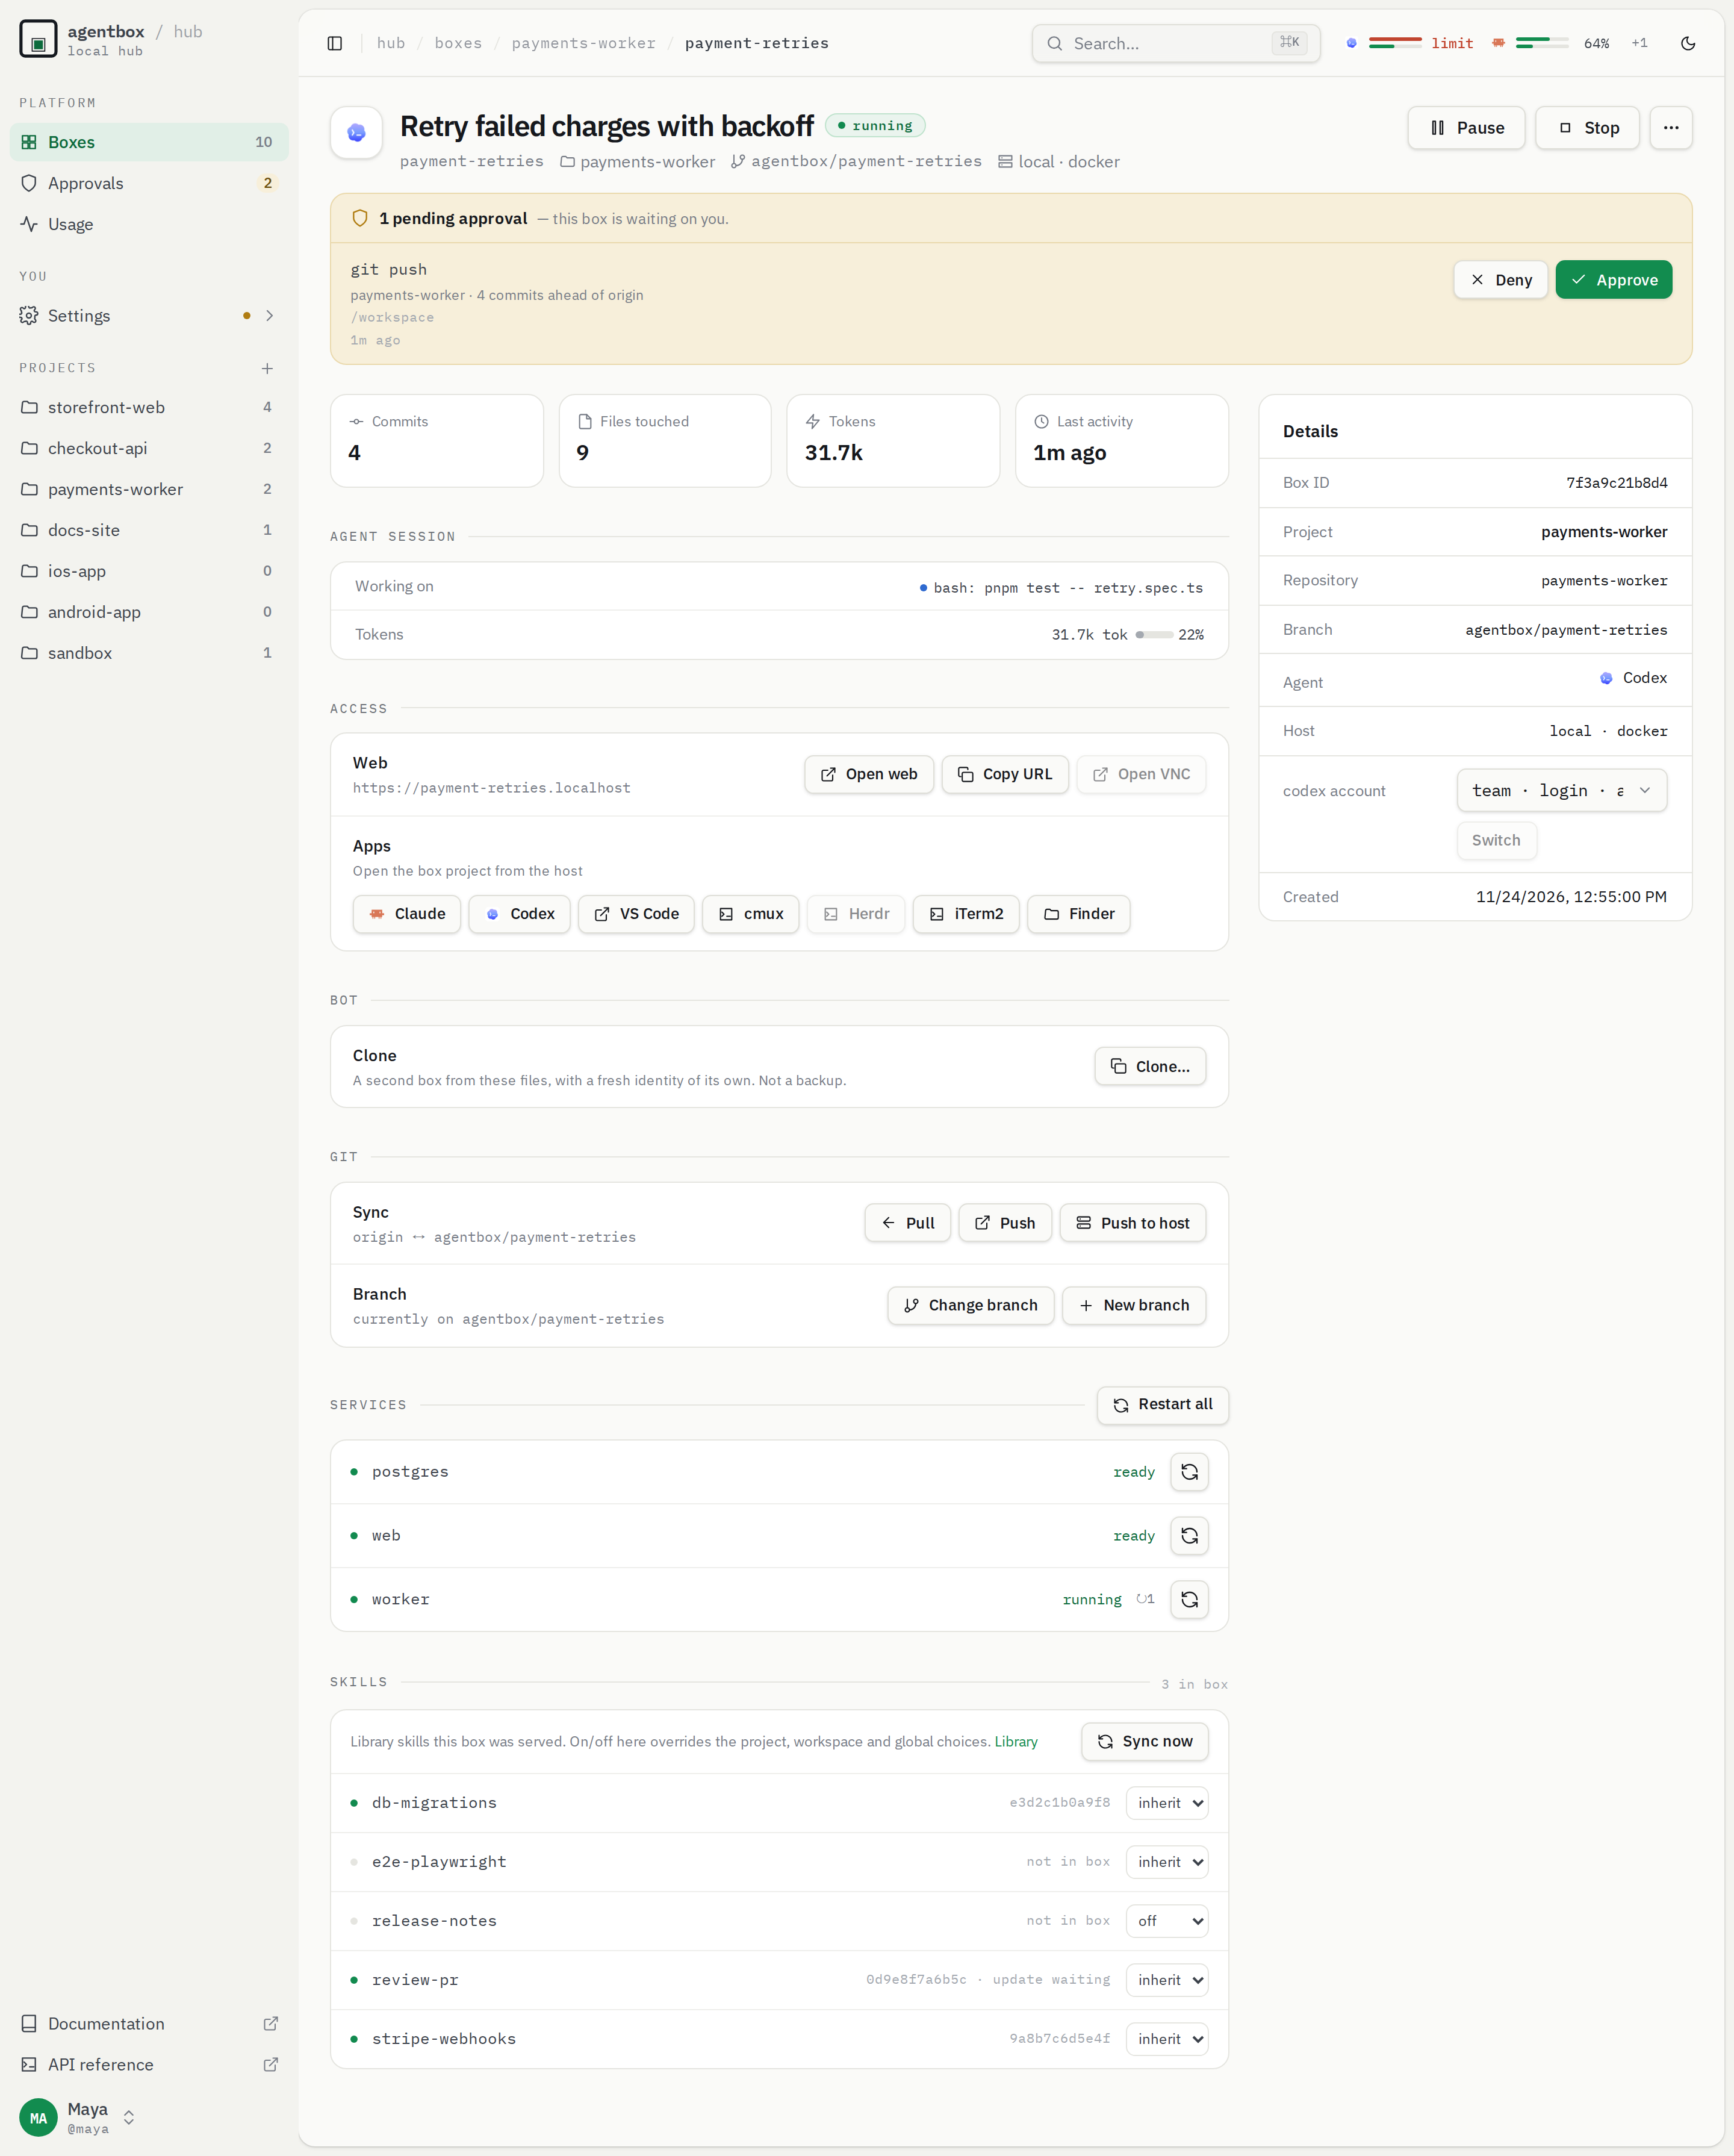 agentbox / hub
local hub
PLATFORM
Boxes 10
Approvals 2
Usage
YOU
Settings
PROJECTS
storefront-web 4
checkout-api 2
payments-worker 2
docs-site 1
ios-app 0
android-app 0
sandbox 1
Documentation
API reference
MA
Maya
@maya
hub / boxes / payments-worker / payment-retries
Search... ⌘K
limit
64%
+1
Retry failed charges with backoff
running
payment-retries payments-worker agentbox/payment-retries local · docker
Pause
Stop
1 pending approval — this box is waiting on you.
git push
payments-worker · 4 commits ahead of origin
/workspace
1m ago
Deny
Approve
Commits
4
Files touched
9
Tokens
31.7k
Last activity
1m ago
AGENT SESSION
Working on bash: pnpm test -- retry.spec.ts
Tokens 31.7k tok 22%
ACCESS
Web
https://payment-retries.localhost
Open web
Copy URL
Open VNC
Apps
Open the box project from the host
Claude
Codex
VS Code
cmux
Herdr
iTerm2
Finder
BOT
Clone
A second box from these files, with a fresh identity of its own. Not a backup.
Clone...
GIT
Sync
origin ↔ agentbox/payment-retries
Pull
Push
Push to host
Branch
currently on agentbox/payment-retries
Change branch
New branch
SERVICES
Restart all
postgres ready
web ready
worker running ↻1
SKILLS
3 in box
Library skills this box was served. On/off here overrides the project, workspace and global choices. Library
Sync now
db-migrations e3d2c1b0a9f8 inherit
e2e-playwright not in box inherit
release-notes not in box off
review-pr 0d9e8f7a6b5c · update waiting inherit
stripe-webhooks 9a8b7c6d5e4f inherit
Details
Box ID 7f3a9c21b8d4
Project payments-worker
Repository payments-worker
Branch agentbox/payment-retries
Agent Codex
Host local · docker
codex account team · login · a
Switch
Created 11/24/2026, 12:55:00 PM